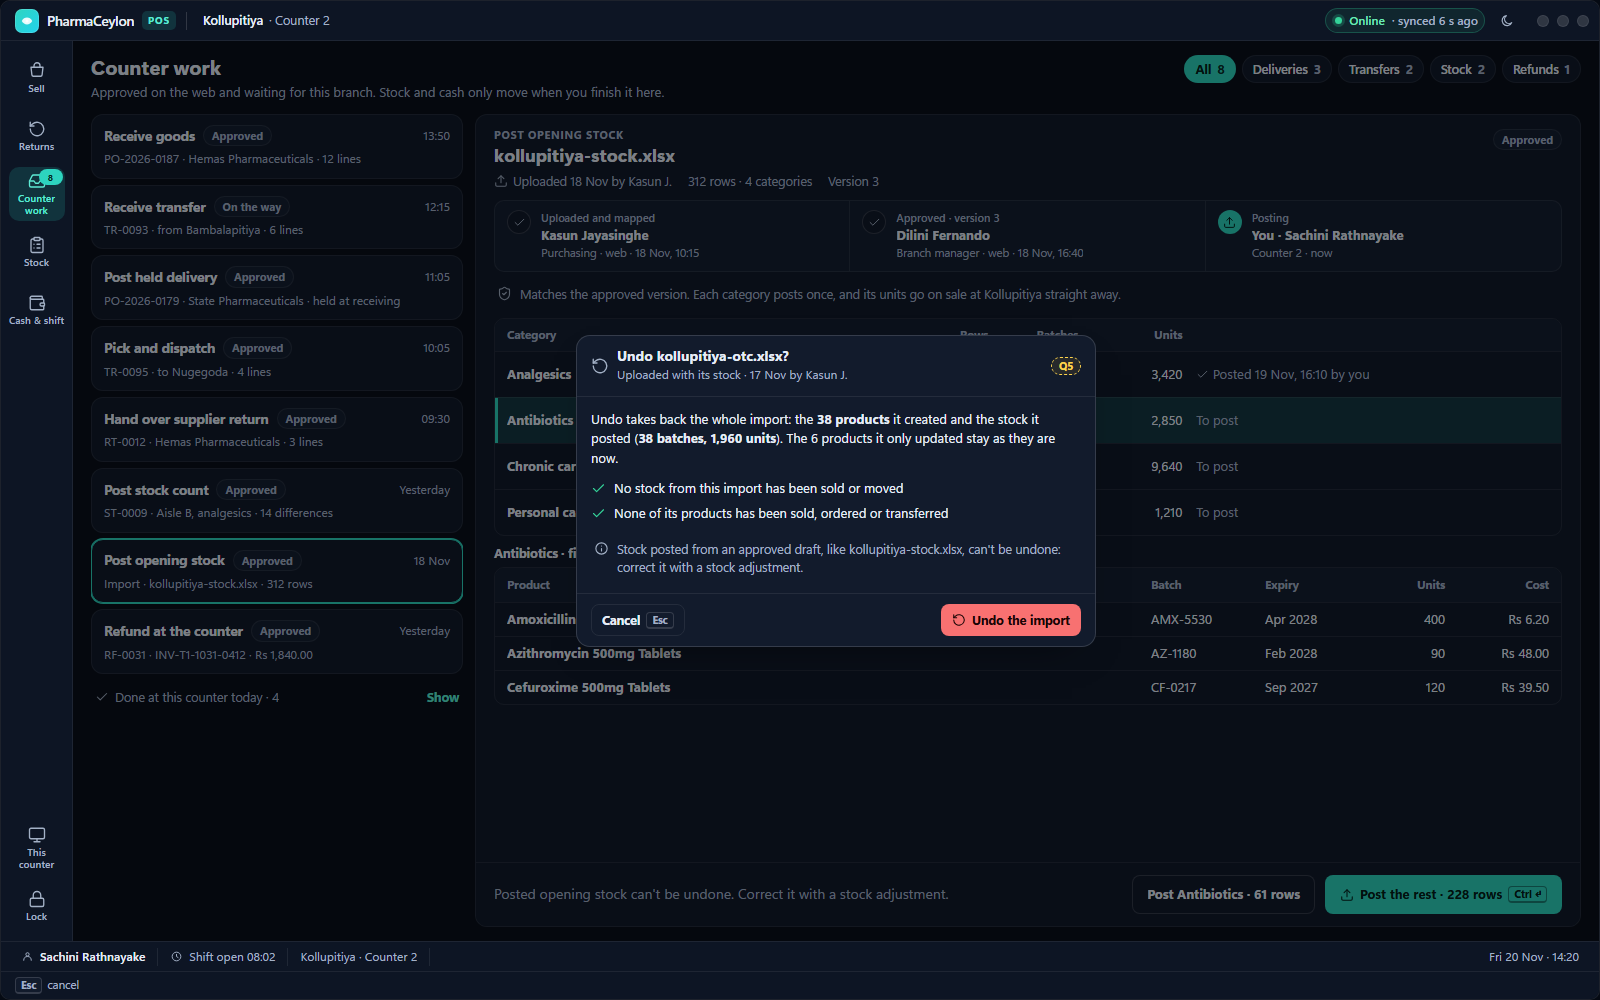 PharmaCeylon POS Kollupitiya · Counter 2
Online · synced 6 s ago
Sell
Returns
8
Counter work
Stock
Cash & shift
This counter
Lock
Counter work
Approved on the web and waiting for this branch. Stock and cash only move when you finish it here.
All 8 Deliveries 3 Transfers 2 Stock 2 Refunds 1
Receive goods Approved 13:50
PO-2026-0187 · Hemas Pharmaceuticals · 12 lines
Receive transfer On the way 12:15
TR-0093 · from Bambalapitiya · 6 lines
Post held delivery Approved 11:05
PO-2026-0179 · State Pharmaceuticals · held at receiving
Pick and dispatch Approved 10:05
TR-0095 · to Nugegoda · 4 lines
Hand over supplier return Approved 09:30
RT-0012 · Hemas Pharmaceuticals · 3 lines
Post stock count Approved Yesterday
ST-0009 · Aisle B, analgesics · 14 differences
Post opening stock Approved 18 Nov
Import · kollupitiya-stock.xlsx · 312 rows
Refund at the counter Approved Yesterday
RF-0031 · INV-T1-1031-0412 · Rs 1,840.00
Done at this counter today · 4 Show
POST OPENING STOCK
kollupitiya-stock.xlsx
Approved
Uploaded 18 Nov by Kasun J. 312 rows · 4 categories Version 3
Uploaded and mapped
Kasun Jayasinghe
Purchasing · web · 18 Nov, 10:15
Approved · version 3
Dilini Fernando
Branch manager · web · 18 Nov, 16:40
Posting
You · Sachini Rathnayake
Counter 2 · now
Matches the approved version. Each category posts once, and its units go on sale at Kollupitiya straight away.
Category Rows Batches Units
Analgesics 3,420 Posted 19 Nov, 16:10 by you
Antibiotics 2,850 To post
Chronic car 9,640 To post
Personal ca 1,210 To post
Antibiotics · fi
Product Batch Expiry Units Cost
Amoxicillin AMX-5530 Apr 2028 400 Rs 6.20
Azithromycin 500mg Tablets AZ-1180 Feb 2028 90 Rs 48.00
Cefuroxime 500mg Tablets CF-0217 Sep 2027 120 Rs 39.50
Undo kollupitiya-otc.xlsx?
Uploaded with its stock · 17 Nov by Kasun J.
Q5
Undo takes back the whole import: the 38 products it created and the stock it
posted (38 batches, 1,960 units). The 6 products it only updated stay as they are
now.
No stock from this import has been sold or moved
None of its products has been sold, ordered or transferred
Stock posted from an approved draft, like kollupitiya-stock.xlsx, can't be undone:
correct it with a stock adjustment.
Cancel Esc
Undo the import
Posted opening stock can't be undone. Correct it with a stock adjustment.
Post Antibiotics · 61 rows
Post the rest · 228 rows Ctrl ↵
Sachini Rathnayake Shift open 08:02 Kollupitiya · Counter 2
Fri 20 Nov · 14:20
Esc cancel